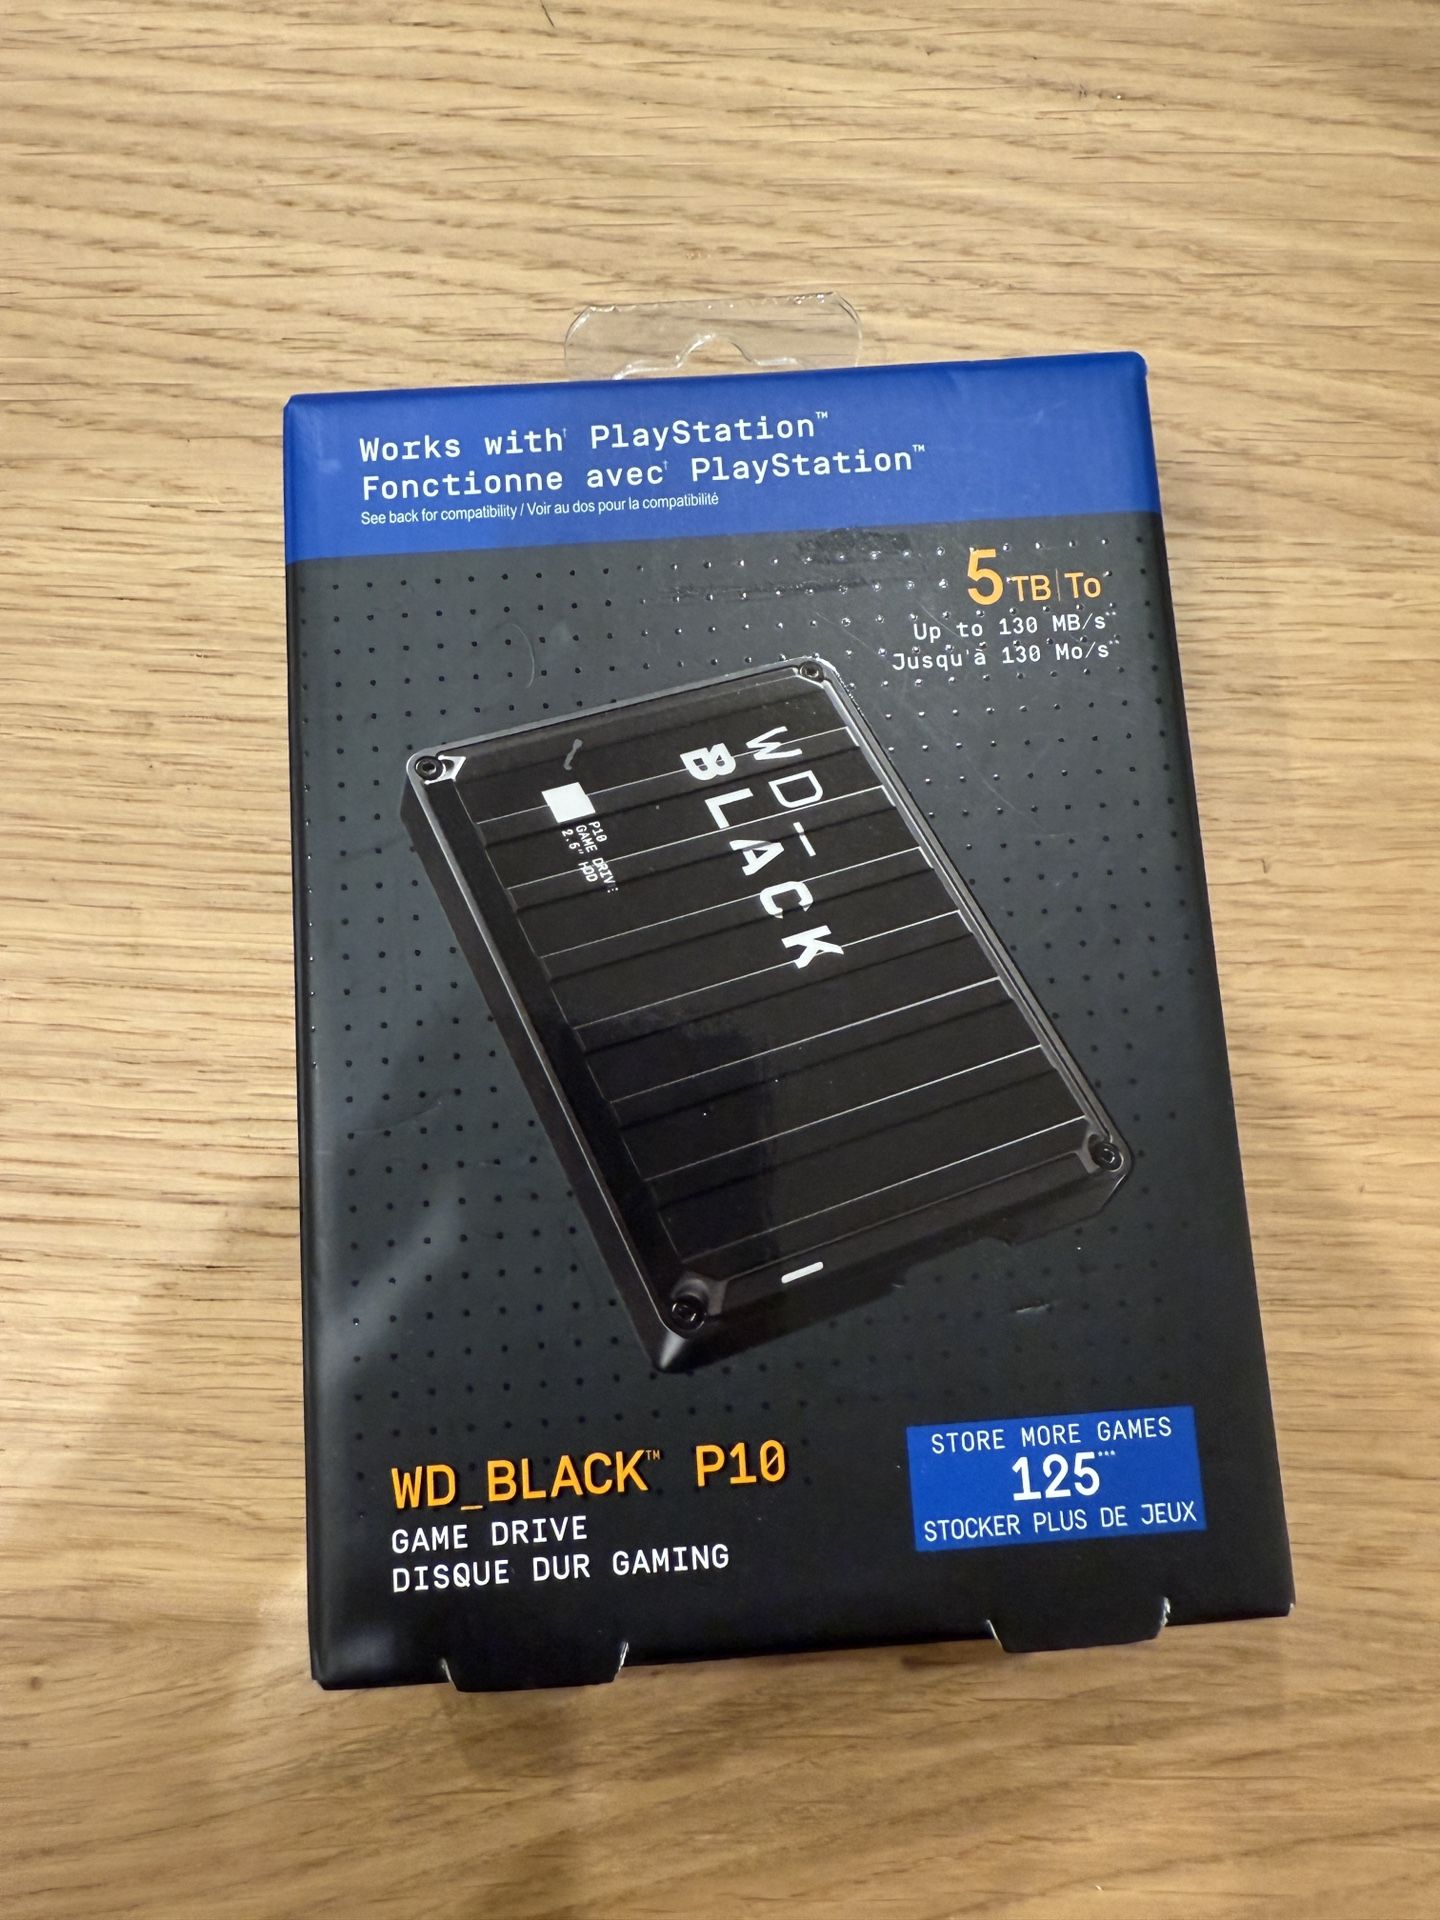 Works with† PlayStation™
Fonctionne avec† PlayStation™
See back for compatibility / Voir au dos pour la compatibilité
5TB|To*
Up to 130 MB/s**
Jusqu'à 130 Mo/s**
WD_
BLACK
P10
GAME DRIVE
2.5" HDD
WD_BLACK™ P10
GAME DRIVE
DISQUE DUR GAMING
STORE MORE GAMES
125***
STOCKER PLUS DE JEUX